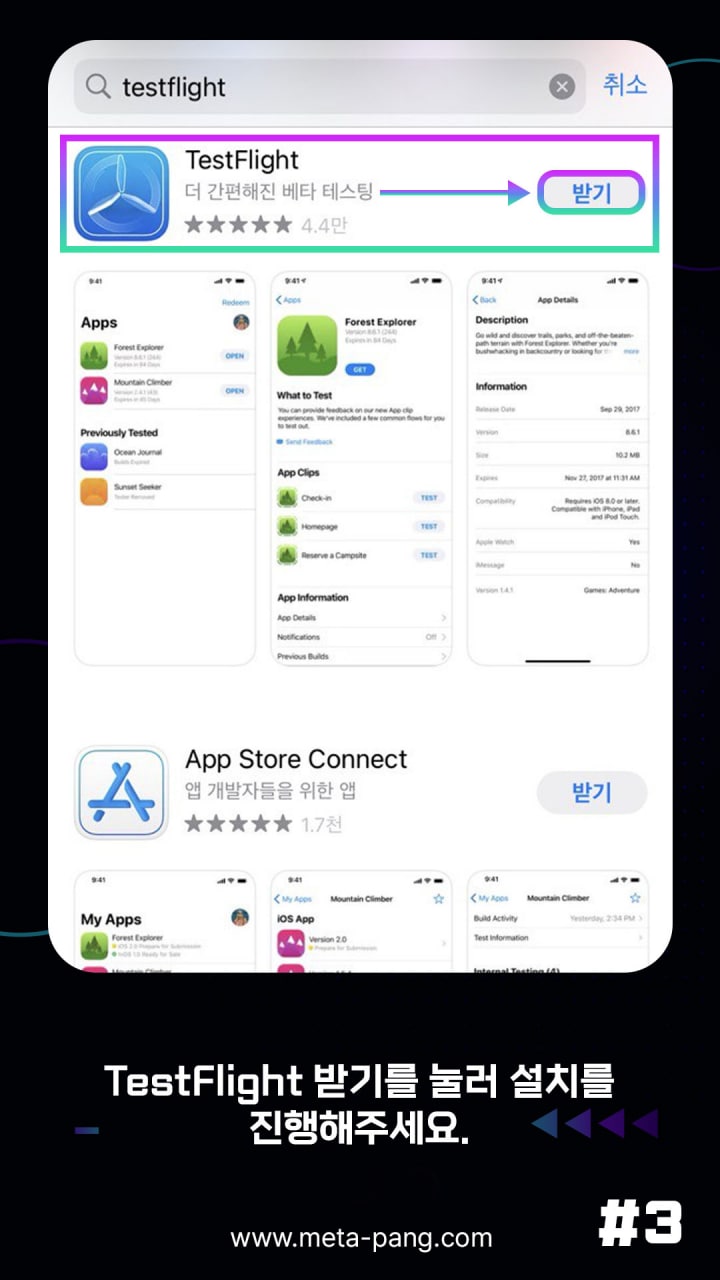 testflight
취소
TestFlight
더 간편해진 베타 테스팅
받기
4.4만
9:41
Redeem
Apps
Forest Explorer
Version 8.6.1 (244)
Expires in 84 Days
OPEN
Mountain Climber
Version 2.4.1 (43)
Expires in 45 Days
OPEN
Previously Tested
Ocean Journal
Builds Expired
Sunset Seeker
Tester Removed
9:41
Apps
Forest Explorer
Version 8.6.1 (244)
Expires in 84 Days
GET
What to Test
You can provide feedback on our new App clip
experiences. We've included a few common flows for you
to test out.
Send Feedback
App Clips
Check-in
TEST
Homepage
TEST
Reserve a Campsite
TEST
App Information
App Details
Notifications
Off
Previous Builds
9:41
Back
App Details
Description
Go wild and discover trails, parks, and off-the-beaten-
path terrain with Forest Explorer. Whether you're
bushwhacking in backcountry or looking for
more
Information
Release Date
Sep 29, 2017
Version
8.6.1
Size
10.2 MB
Expires
Nov 27, 2017 at 11:31 AM
Compatibility
Requires iOS 8.0 or later.
Compatible with iPhone, iPad
and iPod Touch.
Apple Watch
Yes
iMessage
No
Version 1.4.1
Games: Adventure
App Store Connect
앱 개발자들을 위한 앱
받기
1.7천
9:41
My Apps
Forest Explorer
iOS 2.0 Prepare for Submission
tvOS 1.0 Ready for Sale
Mountain Climber
9:41
My Apps
Mountain Climber
iOS App
Version 2.0
Prepare for Submission
9:41
My Apps
Mountain Climber
Build Activity
Yesterday, 2:34 PM
Test Information
Internal Testing (4)
TestFlight 받기를 눌러 설치를
진행해주세요.
#3
www.meta-pang.com